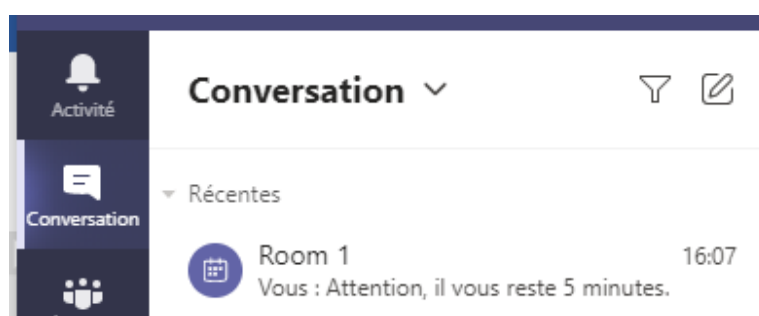 Activité
Conversation
Conversation
Récentes
Room 1
16:07
Vous : Attention, il vous reste 5 minutes.